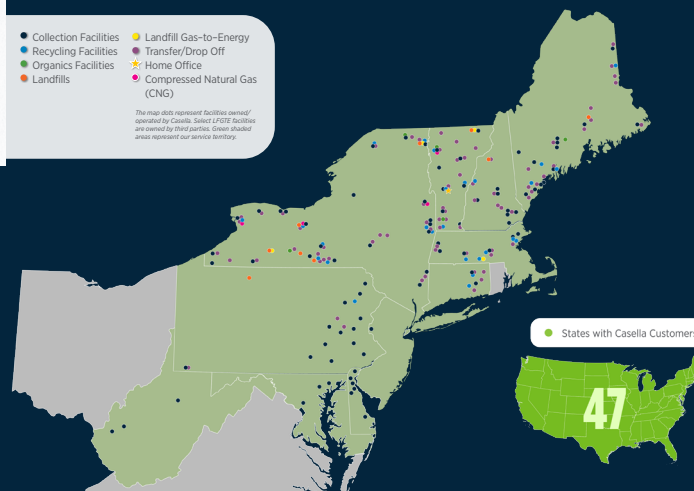 Collection Facilities
Recycling Facilities
Organics Facilities
Landfills
Landfill Gas-to-Energy
Transfer/Drop Off
Home Office
Compressed Natural Gas
(CNG)
The map dots represent facilities owned/
operated by Casella. Select LFGTE facilities
are owned by third parties. Green shaded
areas represent our service territory.
States with Casella Customers
47